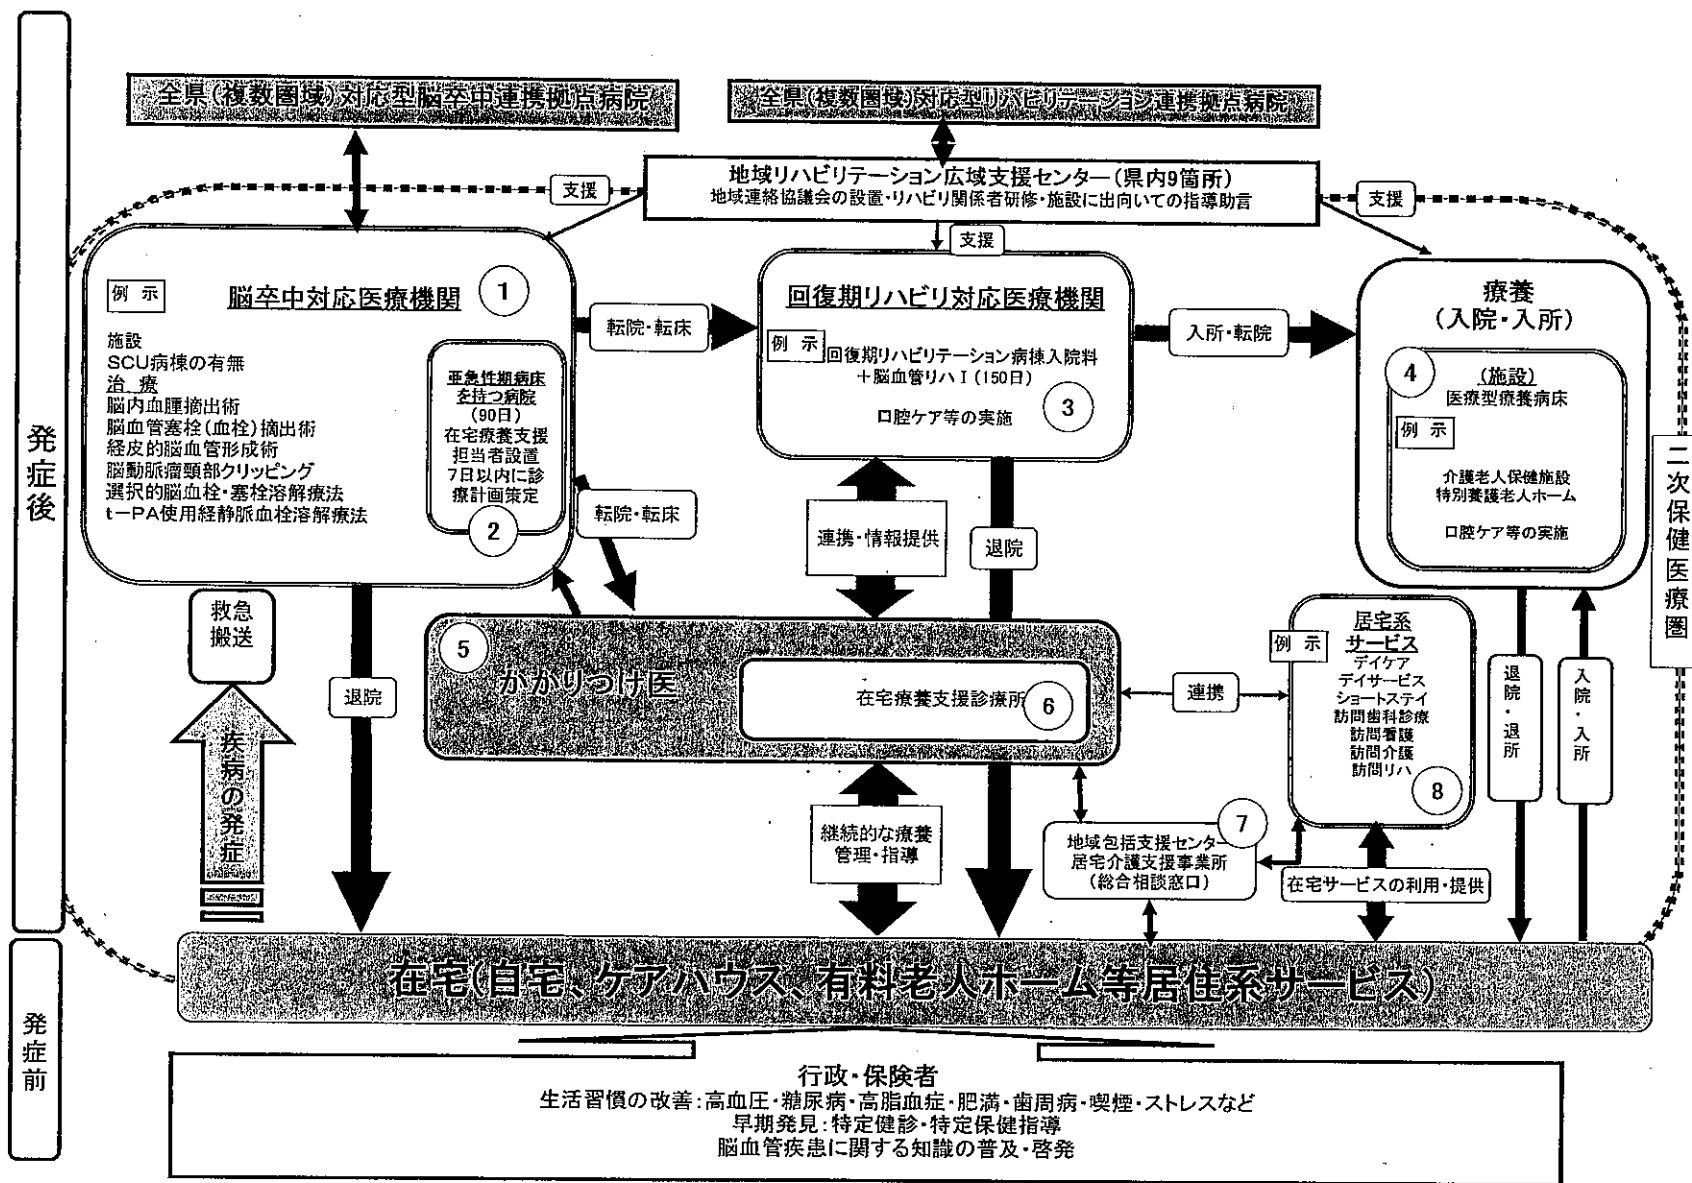 全県(複数圏域)対応型脳卒中連携拠点病院
全県(複数圏域)対応型リハビリテーション連携拠点病院
地域リハビリテーション広域支援センター(県内9箇所)
地域連絡協議会の設置・リハビリ関係者研修・施設に出向いての指導助言
支援
支援
支援
発症後
例 示
脳卒中対応医療機関
1
施設
SCU病棟の有無
治 療
脳内血腫摘出術
脳血管塞栓(血栓)摘出術
経皮的脳血管形成術
脳動脈瘤頸部クリッピング
選択的脳血栓・塞栓溶解療法
t-PA使用経静脈血栓溶解療法
亜急性期病床
を持つ病院
(90日)
在宅療養支援
担当者設置
7日以内に診
療計画策定
2
転院・転床
転院・転床
回復期リハビリ対応医療機関
例 示
回復期リハビリテーション病棟入院料
+脳血管リハⅠ(150日)
口腔ケア等の実施
3
入所・転院
療養
(入院・入所)
4
(施設)
医療型療養病床
例 示
介護老人保健施設
特別養護老人ホーム
口腔ケア等の実施
二次保健医療圏
救急
搬送
疾病の発症
退院
連携・情報提供
退院
5
かかりつけ医
在宅療養支援診療所
6
連携
居宅系
サービス
例 示
デイケア
デイサービス
ショートステイ
訪問歯科診療
訪問看護
訪問介護
訪問リハ
8
退院・退所
入院・入所
継続的な療養
管理・指導
7
地域包括支援センター
居宅介護支援事業所
(総合相談窓口)
在宅サービスの利用・提供
在宅(自宅、ケアハウス、有料老人ホーム等居住系サービス)
発症前
行政・保険者
生活習慣の改善:高血圧・糖尿病・高脂血症・肥満・歯周病・喫煙・ストレスなど
早期発見:特定健診・特定保健指導
脳血管疾患に関する知識の普及・啓発